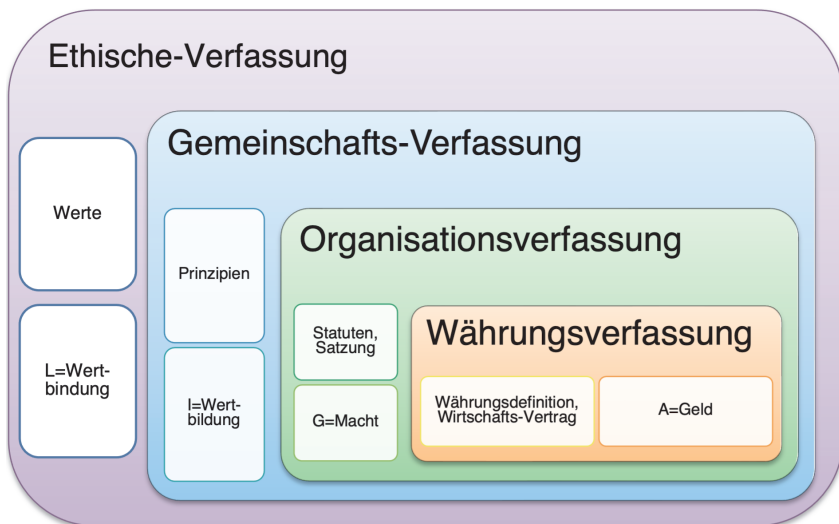 Ethische-Verfassung
Gemeinschafts-Verfassung
Werte
Organisationsverfassung
Prinzipien
Statuten,
Satzung
Währungsverfassung
L=Wert-
bindung
I=Wert-
bildung
G=Macht
Währungsdefinition,
Wirtschafts-Vertrag
A=Geld